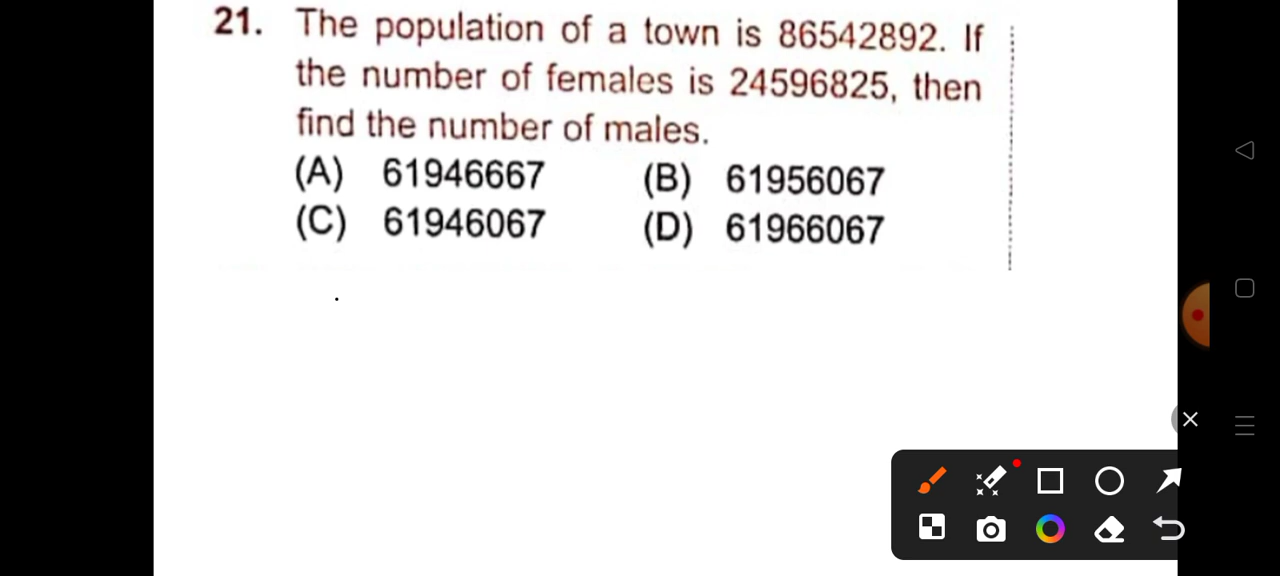 21. The population of a town is 86542892. If
the number of females is 24596825, then
find the number of males.
(A) 61946667 (B) 61956067
(C) 61946067 (D) 61966067